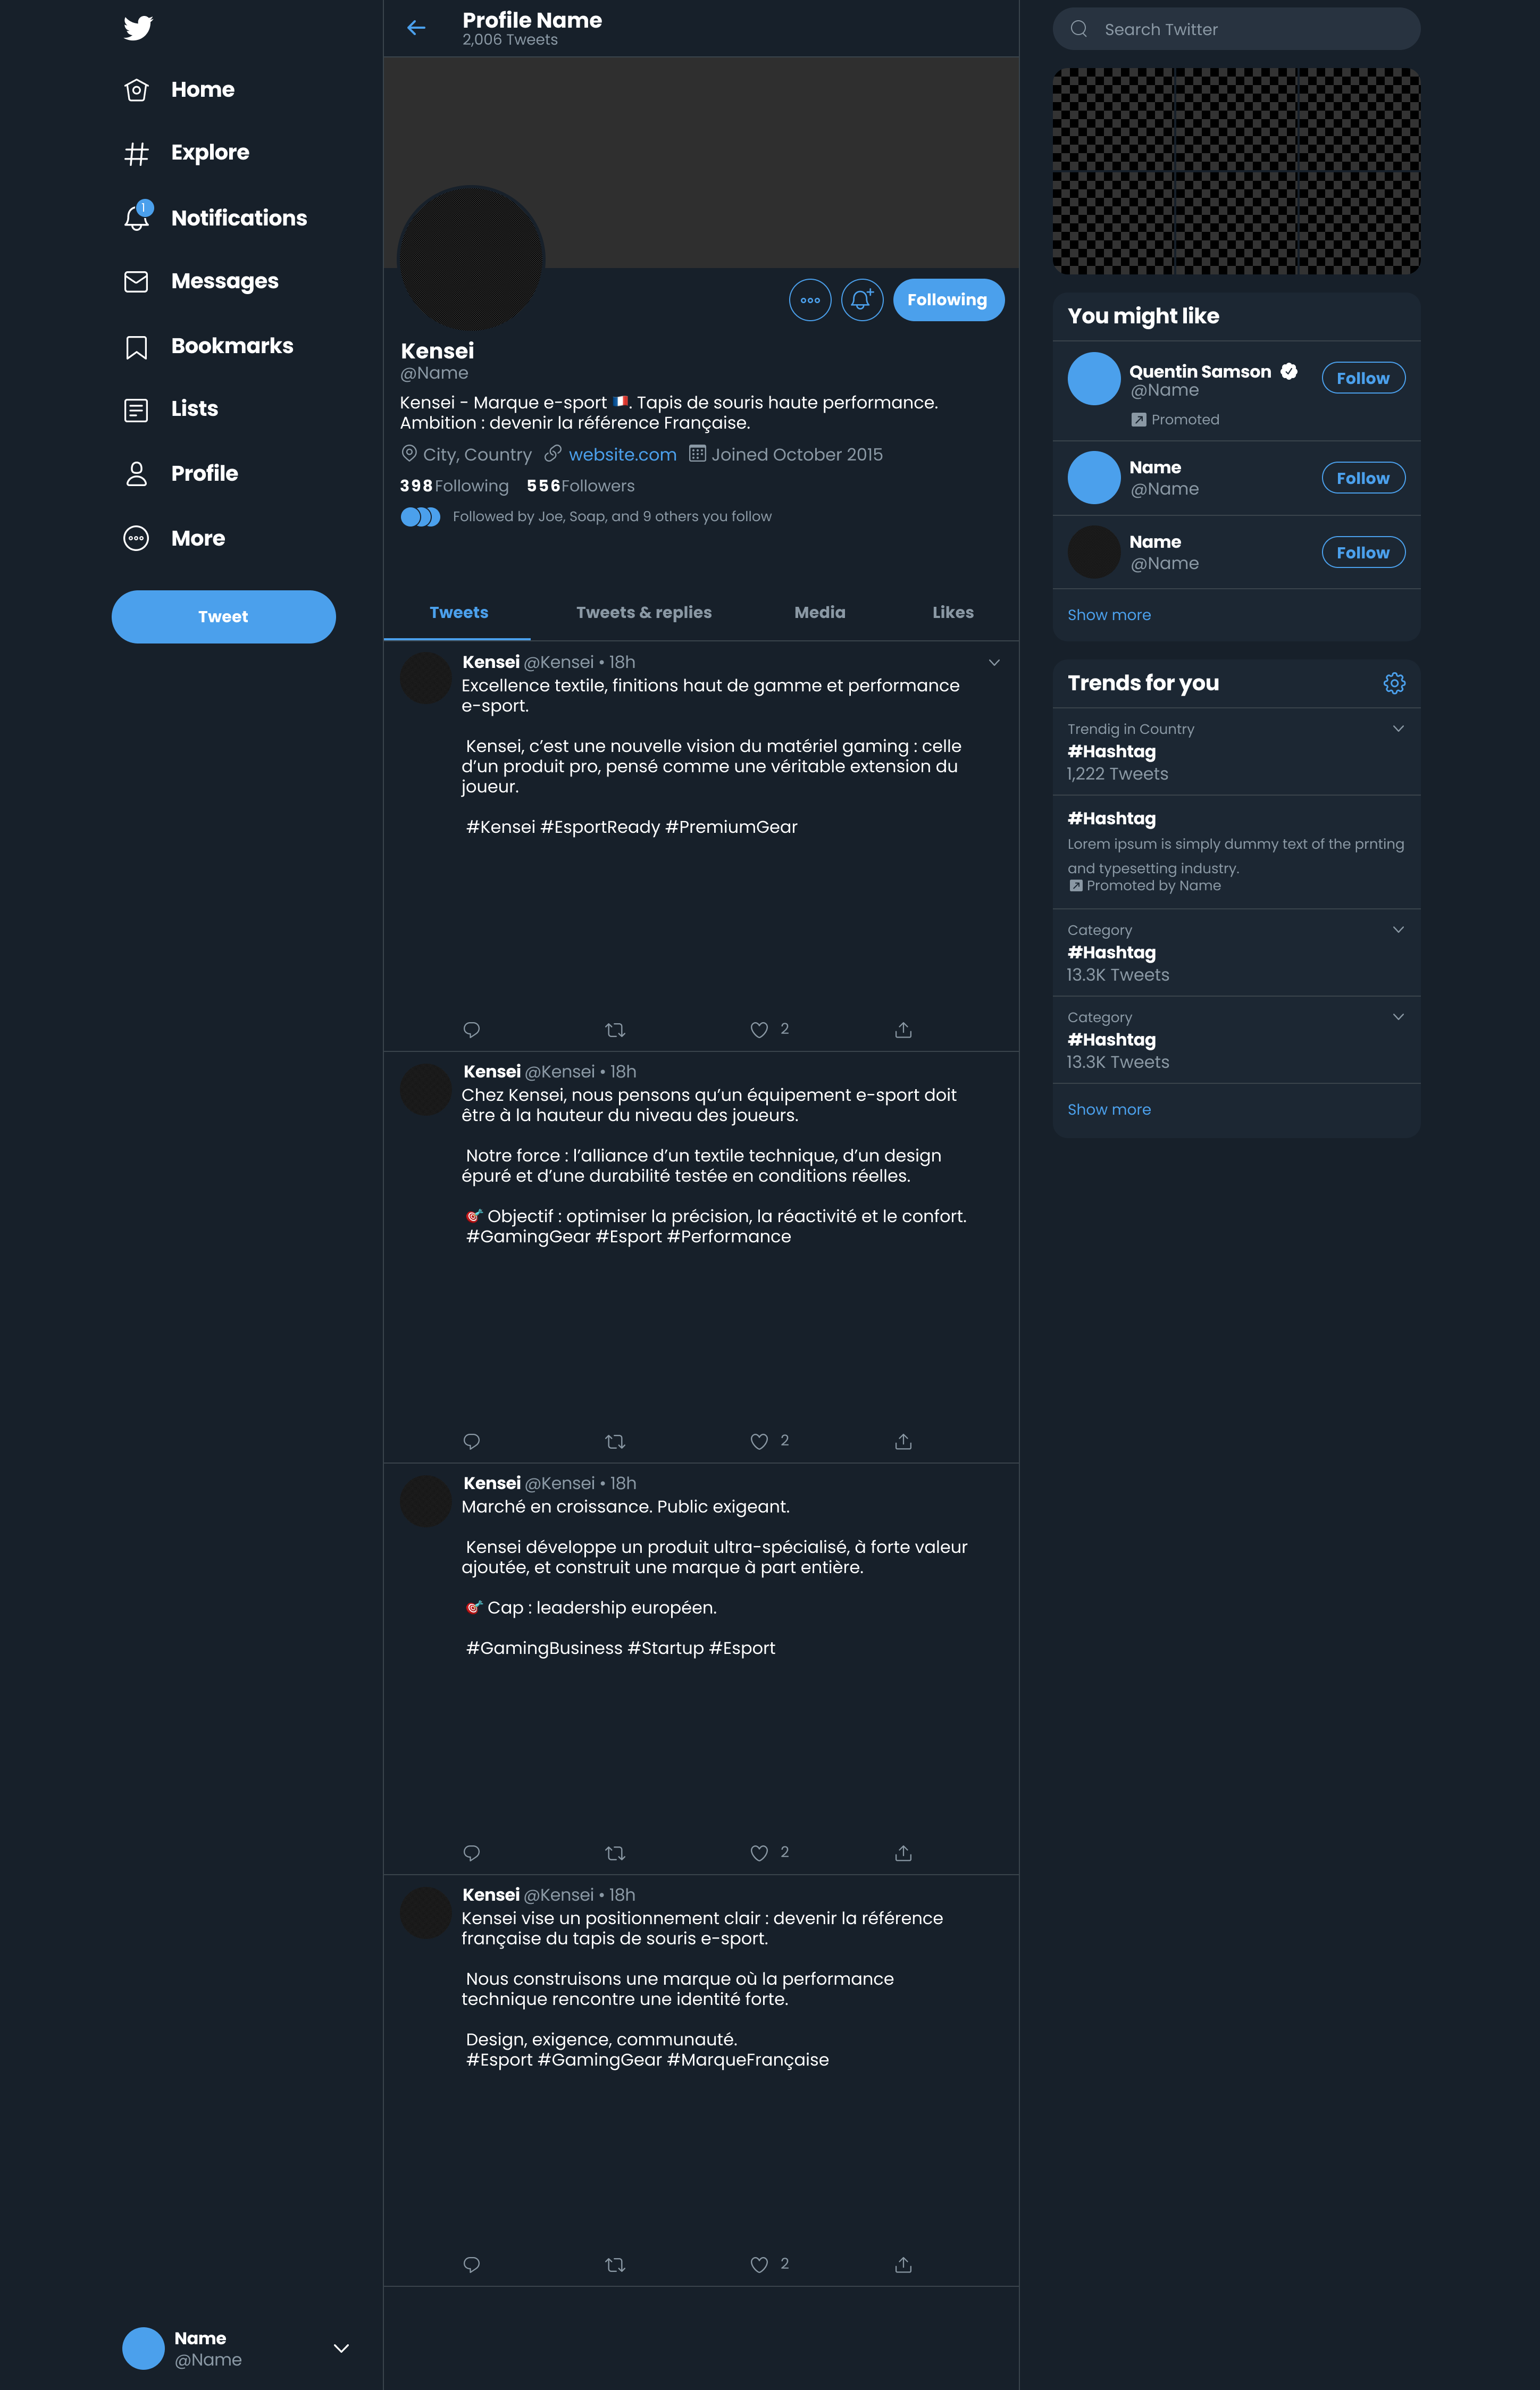 Home
Explore
1
Notifications
Messages
Bookmarks
Lists
Profile
More
Tweet
Name
@Name
Profile Name
2,006 Tweets
Following
Kensei
@Name
Kensei - Marque e-sport 🇫🇷. Tapis de souris haute performance.
Ambition : devenir la référence Française.
City, Country website.com Joined October 2015
398 Following 556 Followers
Followed by Joe, Soap, and 9 others you follow
Tweets Tweets & replies Media Likes
Kensei @Kensei • 18h
Excellence textile, finitions haut de gamme et performance
e-sport.
Kensei, c’est une nouvelle vision du matériel gaming : celle
d’un produit pro, pensé comme une véritable extension du
joueur.
#Kensei #EsportReady #PremiumGear
2
Kensei @Kensei • 18h
Chez Kensei, nous pensons qu’un équipement e-sport doit
être à la hauteur du niveau des joueurs.
Notre force : l’alliance d’un textile technique, d’un design
épuré et d’une durabilité testée en conditions réelles.
🎯 Objectif : optimiser la précision, la réactivité et le confort.
#GamingGear #Esport #Performance
2
Kensei @Kensei • 18h
Marché en croissance. Public exigeant.
Kensei développe un produit ultra-spécialisé, à forte valeur
ajoutée, et construit une marque à part entière.
🎯 Cap : leadership européen.
#GamingBusiness #Startup #Esport
2
Kensei @Kensei • 18h
Kensei vise un positionnement clair : devenir la référence
française du tapis de souris e-sport.
Nous construisons une marque où la performance
technique rencontre une identité forte.
Design, exigence, communauté.
#Esport #GamingGear #MarqueFrançaise
2
Search Twitter
You might like
Quentin Samson
@Name
Follow
Promoted
Name
@Name
Follow
Name
@Name
Follow
Show more
Trends for you
Trendig in Country
#Hashtag
1,222 Tweets
#Hashtag
Lorem ipsum is simply dummy text of the prnting
and typesetting industry.
Promoted by Name
Category
#Hashtag
13.3K Tweets
Category
#Hashtag
13.3K Tweets
Show more